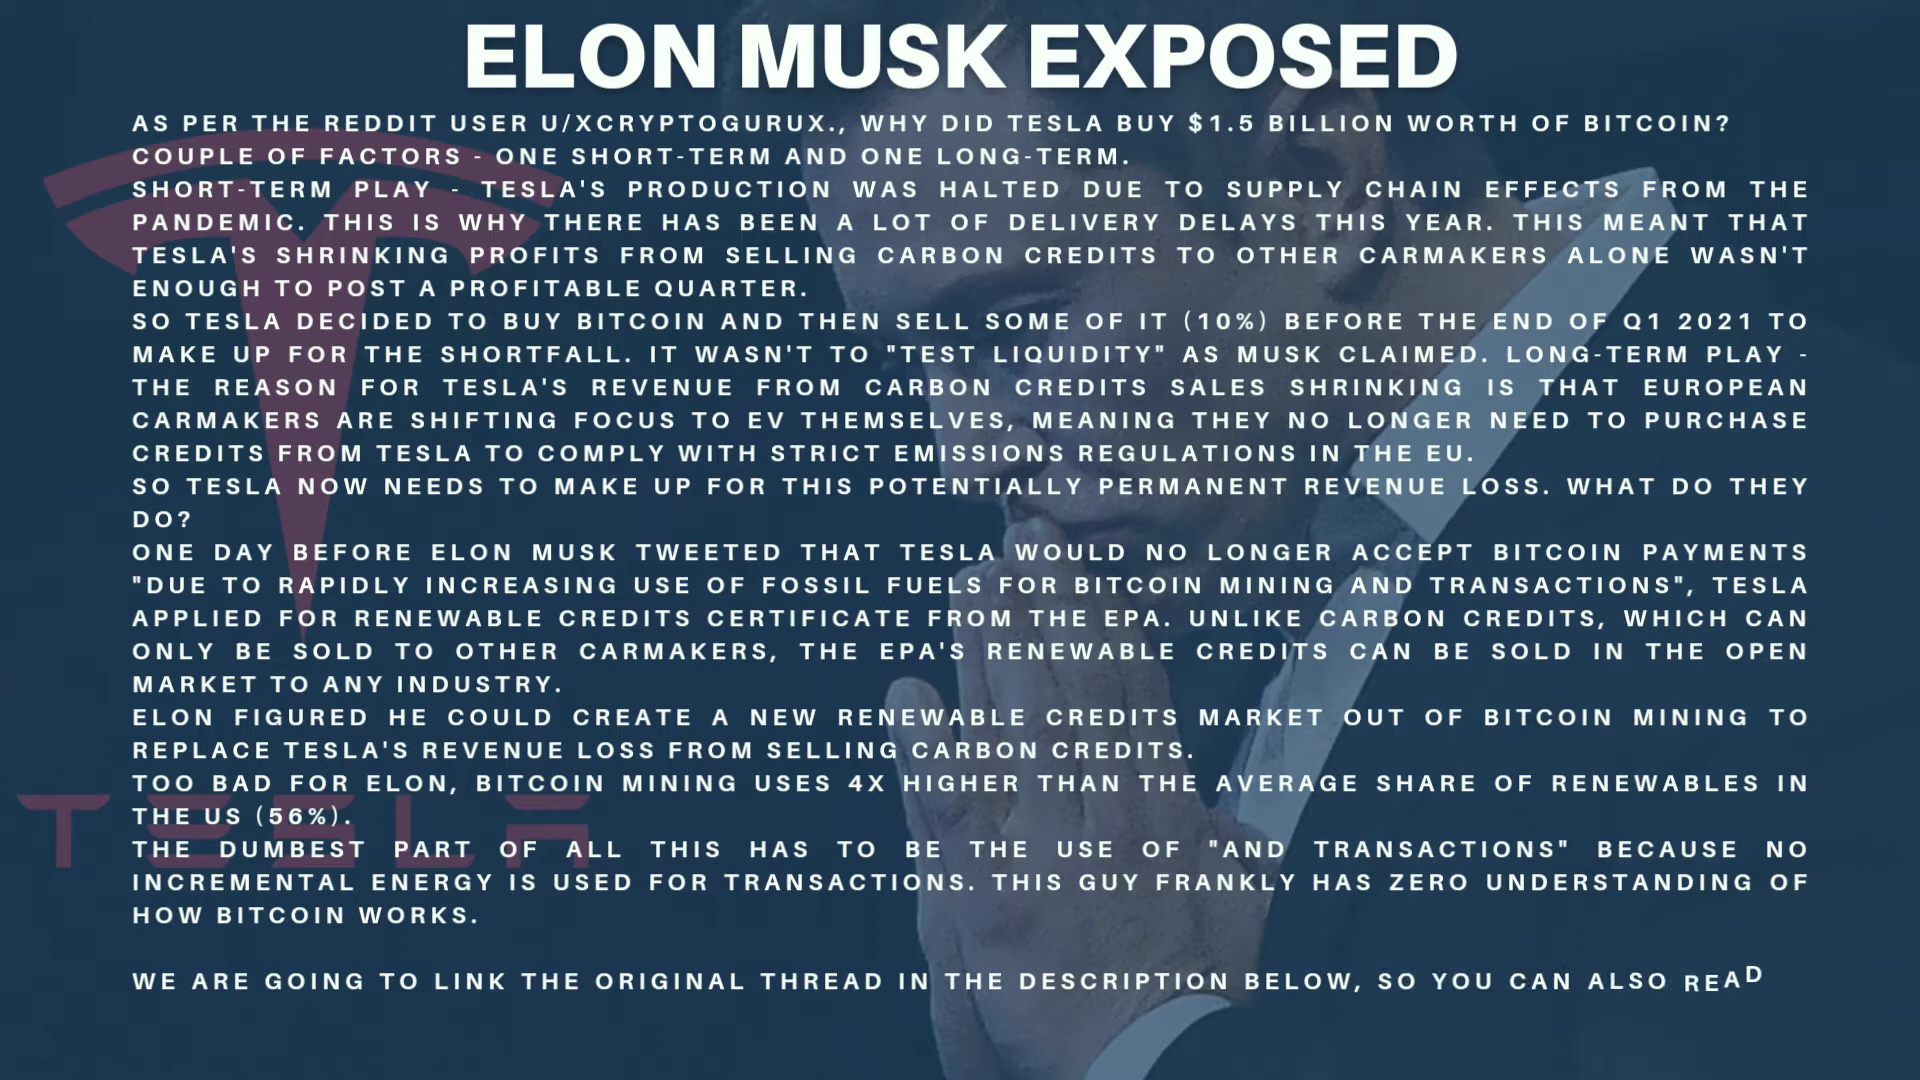 ELON MUSK EXPOSED
AS PER THE REDDIT USER U/XCRYPTOGURUX., WHY DID TESLA BUY $1.5 BILLION WORTH OF BITCOIN?
COUPLE OF FACTORS - ONE SHORT-TERM AND ONE LONG-TERM.
SHORT-TERM PLAY - TESLA'S PRODUCTION WAS HALTED DUE TO SUPPLY CHAIN EFFECTS FROM THE
PANDEMIC. THIS IS WHY THERE HAS BEEN A LOT OF DELIVERY DELAYS THIS YEAR. THIS MEANT THAT
TESLA'S SHRINKING PROFITS FROM SELLING CARBON CREDITS TO OTHER CARMAKERS ALONE WASN'T
ENOUGH TO POST A PROFITABLE QUARTER.
SO TESLA DECIDED TO BUY BITCOIN AND THEN SELL SOME OF IT (10%) BEFORE THE END OF Q1 2021 TO
MAKE UP FOR THE SHORTFALL. IT WASN'T TO "TEST LIQUIDITY" AS MUSK CLAIMED. LONG-TERM PLAY -
THE REASON FOR TESLA'S REVENUE FROM CARBON CREDITS SALES SHRINKING IS THAT EUROPEAN
CARMAKERS ARE SHIFTING FOCUS TO EV THEMSELVES, MEANING THEY NO LONGER NEED TO PURCHASE
CREDITS FROM TESLA TO COMPLY WITH STRICT EMISSIONS REGULATIONS IN THE EU.
SO TESLA NOW NEEDS TO MAKE UP FOR THIS POTENTIALLY PERMANENT REVENUE LOSS. WHAT DO THEY
DO?
ONE DAY BEFORE ELON MUSK TWEETED THAT TESLA WOULD NO LONGER ACCEPT BITCOIN PAYMENTS
"DUE TO RAPIDLY INCREASING USE OF FOSSIL FUELS FOR BITCOIN MINING AND TRANSACTIONS", TESLA
APPLIED FOR RENEWABLE CREDITS CERTIFICATE FROM THE EPA. UNLIKE CARBON CREDITS, WHICH CAN
ONLY BE SOLD TO OTHER CARMAKERS, THE EPA'S RENEWABLE CREDITS CAN BE SOLD IN THE OPEN
MARKET TO ANY INDUSTRY.
ELON FIGURED HE COULD CREATE A NEW RENEWABLE CREDITS MARKET OUT OF BITCOIN MINING TO
REPLACE TESLA'S REVENUE LOSS FROM SELLING CARBON CREDITS.
TOO BAD FOR ELON, BITCOIN MINING USES 4X HIGHER THAN THE AVERAGE SHARE OF RENEWABLES IN
THE US (56%).
THE DUMBEST PART OF ALL THIS HAS TO BE THE USE OF "AND TRANSACTIONS" BECAUSE NO
INCREMENTAL ENERGY IS USED FOR TRANSACTIONS. THIS GUY FRANKLY HAS ZERO UNDERSTANDING OF
HOW BITCOIN WORKS.
WE ARE GOING TO LINK THE ORIGINAL THREAD IN THE DESCRIPTION BELOW, SO YOU CAN ALSO READ
TESLA